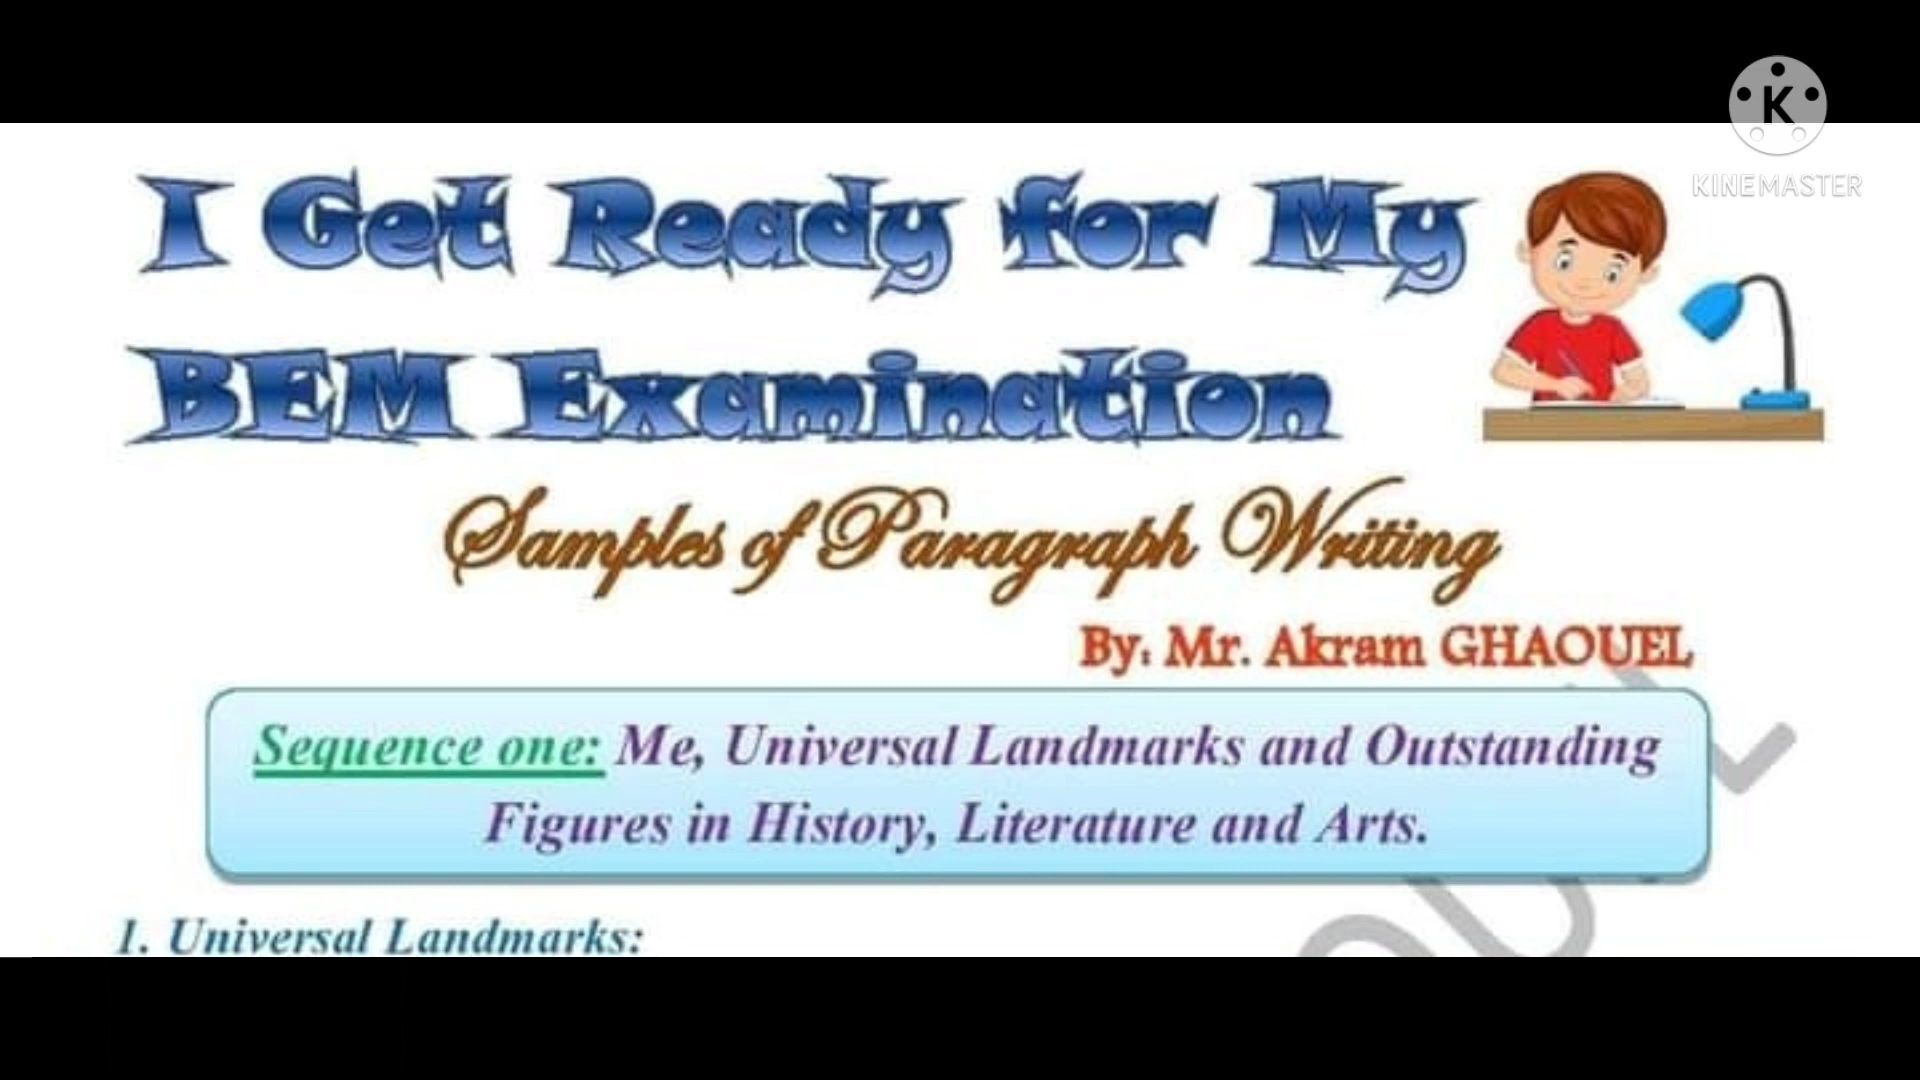 K
KINEMASTER
I Get Ready for My
BEM Examination
Samples of Paragraph Writing
By: Mr. Akram GHAOUEL
Sequence one: Me, Universal Landmarks and Outstanding
Figures in History, Literature and Arts.
1. Universal Landmarks: